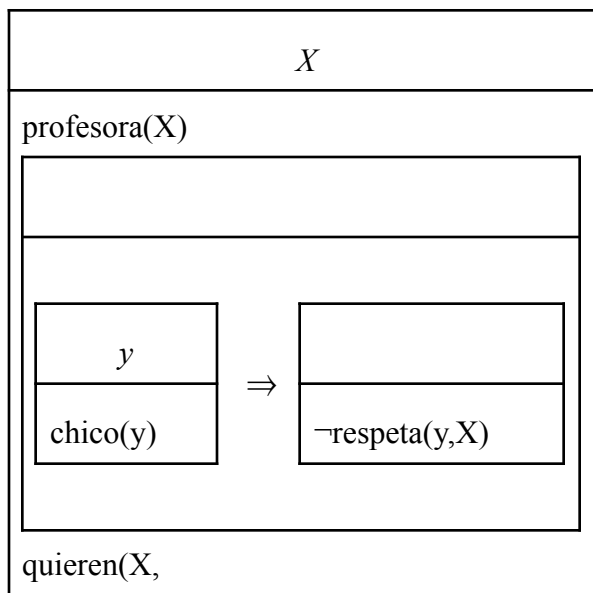 X
profesora(X)
y
⇒
chico(y)
¬respeta(y,X)
quieren(X,